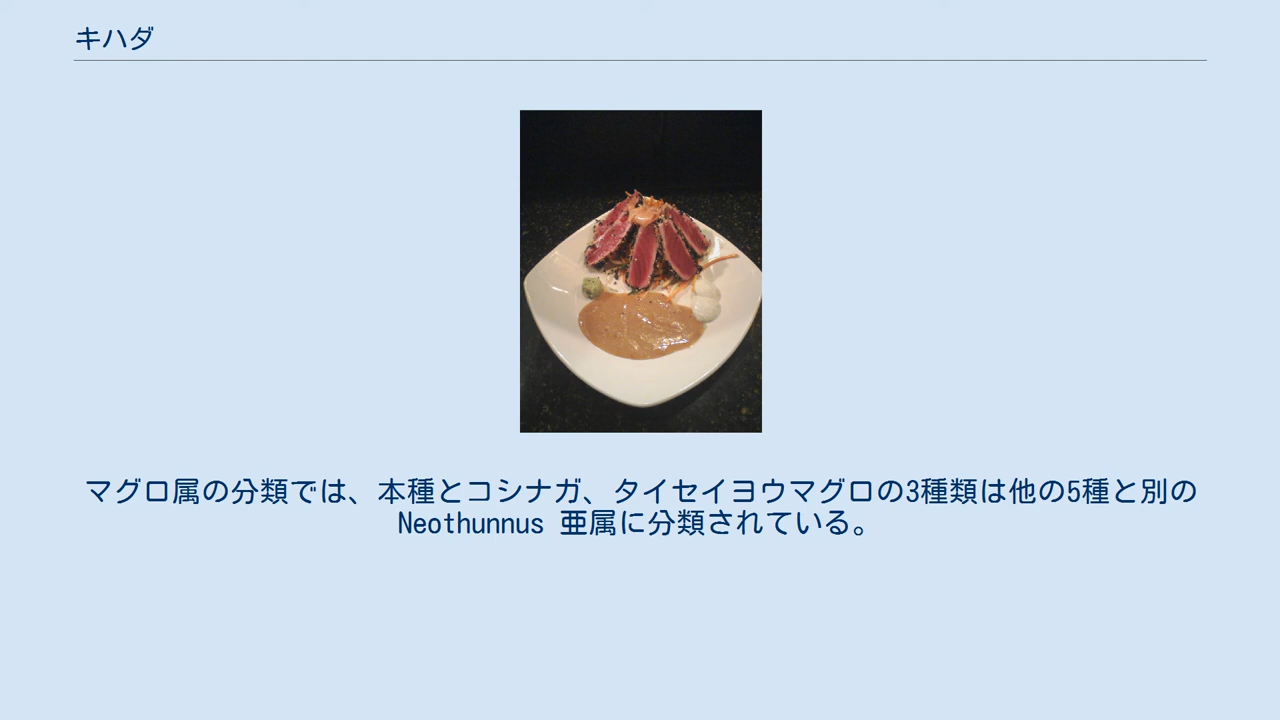 キハダ
マグロ属の分類では、本種とコシナガ、タイセイヨウマグロの3種類は他の5種と別の
Neothunnus 亜属に分類されている。